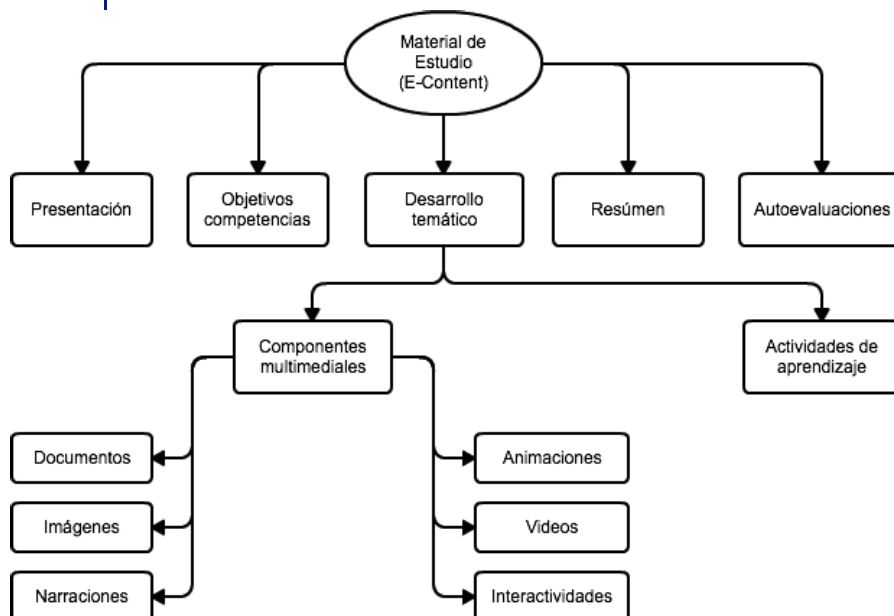 Material de
Estudio
(E-Content)
Presentación
Objetivos
competencias
Desarrollo
temático
Resúmen
Autoevaluaciones
Componentes
multimediales
Actividades de
aprendizaje
Documentos
Animaciones
Imágenes
Videos
Narraciones
Interactividades